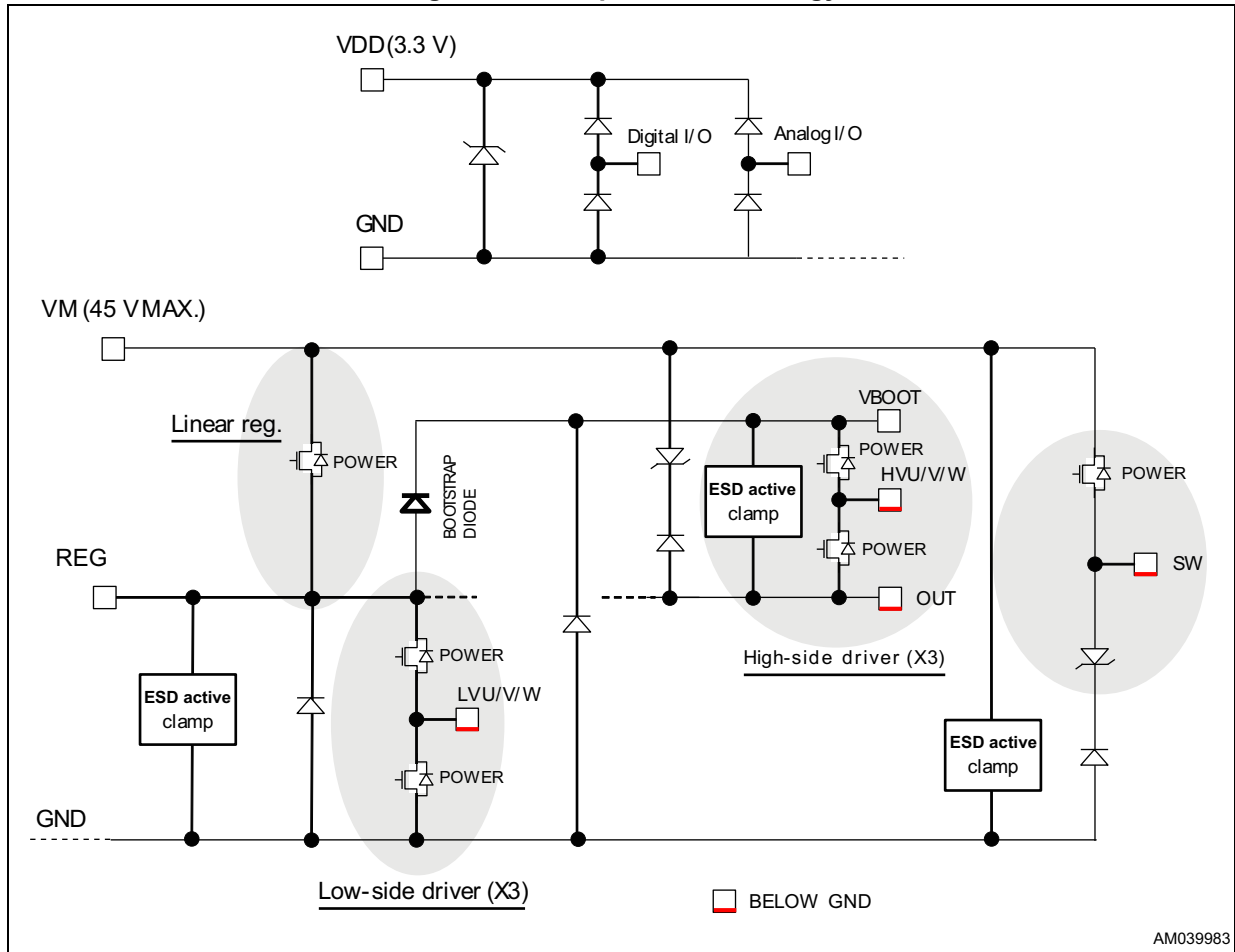 VDD(3.3 V)
Digital I/O
Analog I/O
GND
VM (45 V MAX.)
VBOOT
Linear reg.
POWER
POWER
POWER
BOOTSTRAP
DIODE
ESD active
clamp
HVU/V/W
POWER
REG
SW
OUT
High-side driver (X3)
POWER
ESD active
clamp
LVU/V/W
ESD active
clamp
POWER
GND
Low-side driver (X3)
BELOW GND
AM039983